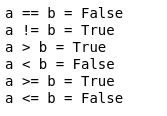 a == b = False
a != b = True
a > b = True
a < b = False
a >= b = True
a <= b = False